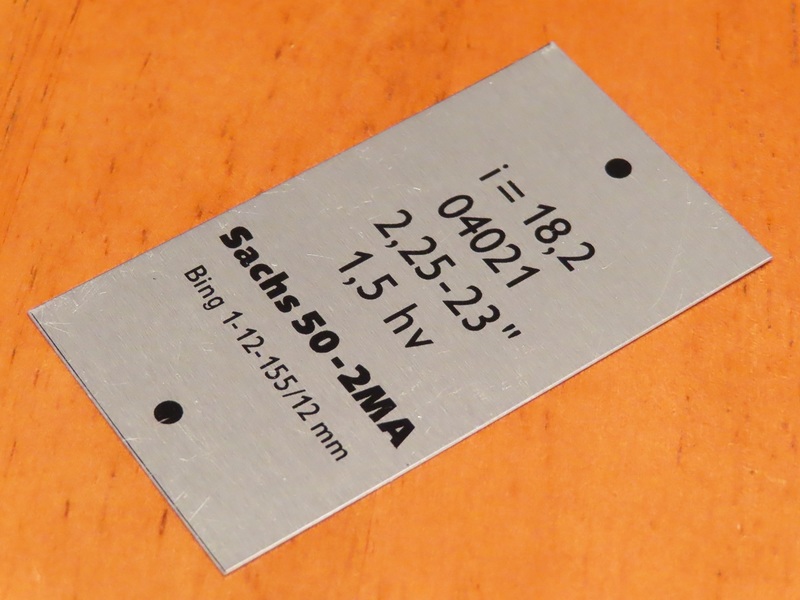 i = 18,2
04021
2,25-23"
1,5 hv
Sachs 50-2MA
Bing 1-12-155/12 mm